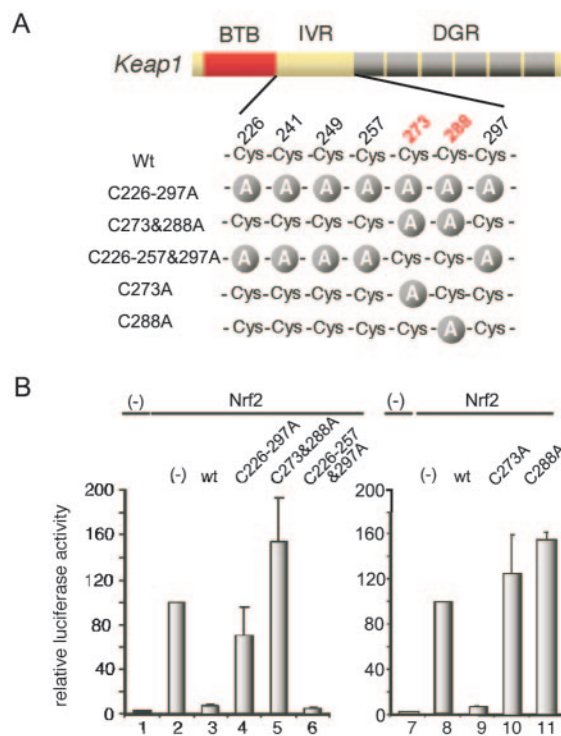 A
BTB IVR DGR
Keap1
226 241 249 257 273 288 297
Wt -Cys-Cys-Cys-Cys-Cys-Cys-Cys-
C226-297A -A-A-A-A-A-A-A-
C273&288A -Cys-Cys-Cys-Cys-A-A-Cys-
C226-257&297A -A-A-A-A-Cys-Cys-A-
C273A -Cys-Cys-Cys-Cys-A-Cys-Cys-
C288A -Cys-Cys-Cys-Cys-Cys-A-Cys-
B
(-) Nrf2 (-) Nrf2
(-) wt C226-297A C273&288A C226-257&297A (-) wt C273A C288A
relative luciferase activity
200 200
160 160
120 120
80 80
40 40
0 0
1 2 3 4 5 6 7 8 9 10 11